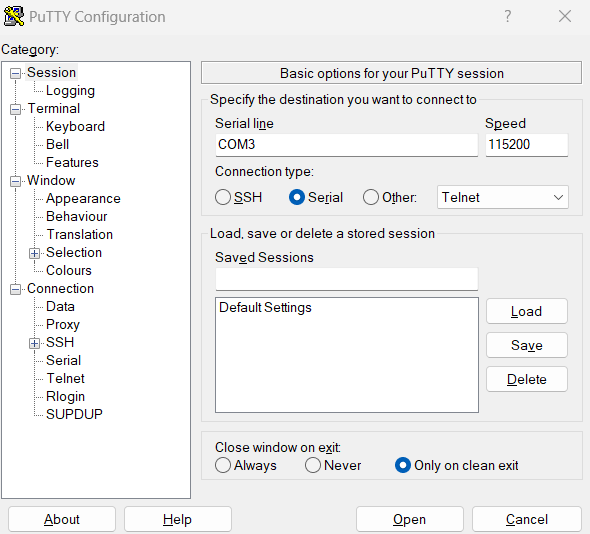 PuTTY Configuration
Category:
Session
Logging
Terminal
Keyboard
Bell
Features
Window
Appearance
Behaviour
Translation
Selection
Colours
Connection
Data
Proxy
SSH
Serial
Telnet
Rlogin
SUPDUP
Basic options for your PuTTY session
Specify the destination you want to connect to
Serial line Speed
COM3 115200
Connection type:
SSH Serial Other: Telnet
Load, save or delete a stored session
Saved Sessions
Default Settings
Load
Save
Delete
Close window on exit:
Always Never Only on clean exit
About Help Open Cancel